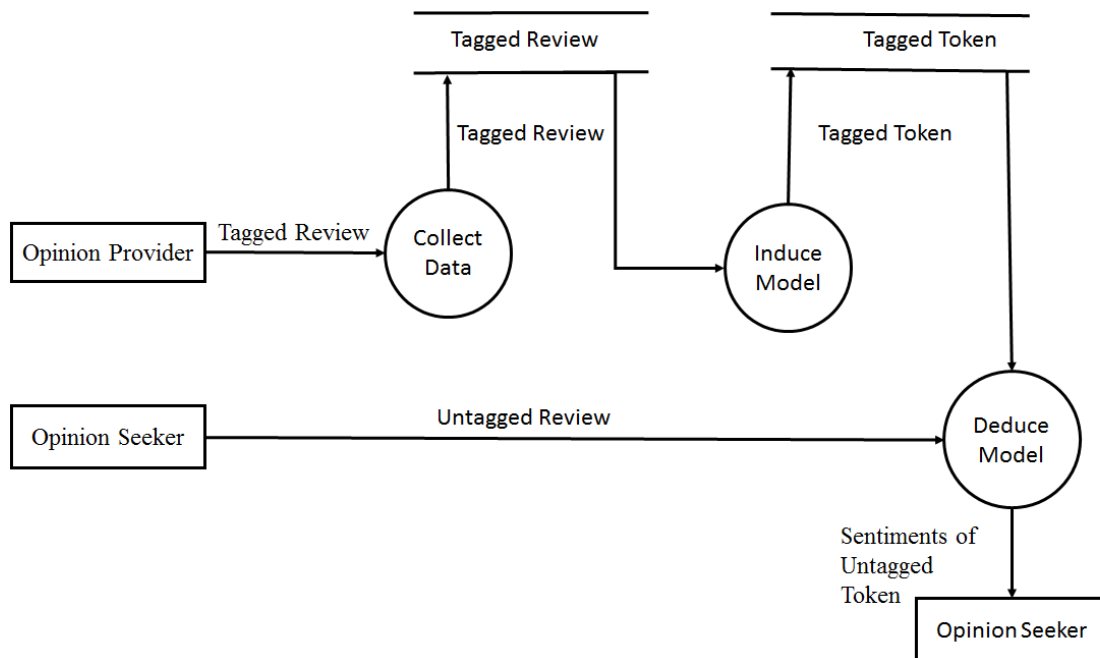 Tagged Review
Tagged Token
Tagged Review
Tagged Token
Opinion Provider
Tagged Review
Collect
Data
Induce
Model
Opinion Seeker
Untagged Review
Deduce
Model
Sentiments of
Untagged
Token
Opinion Seeker